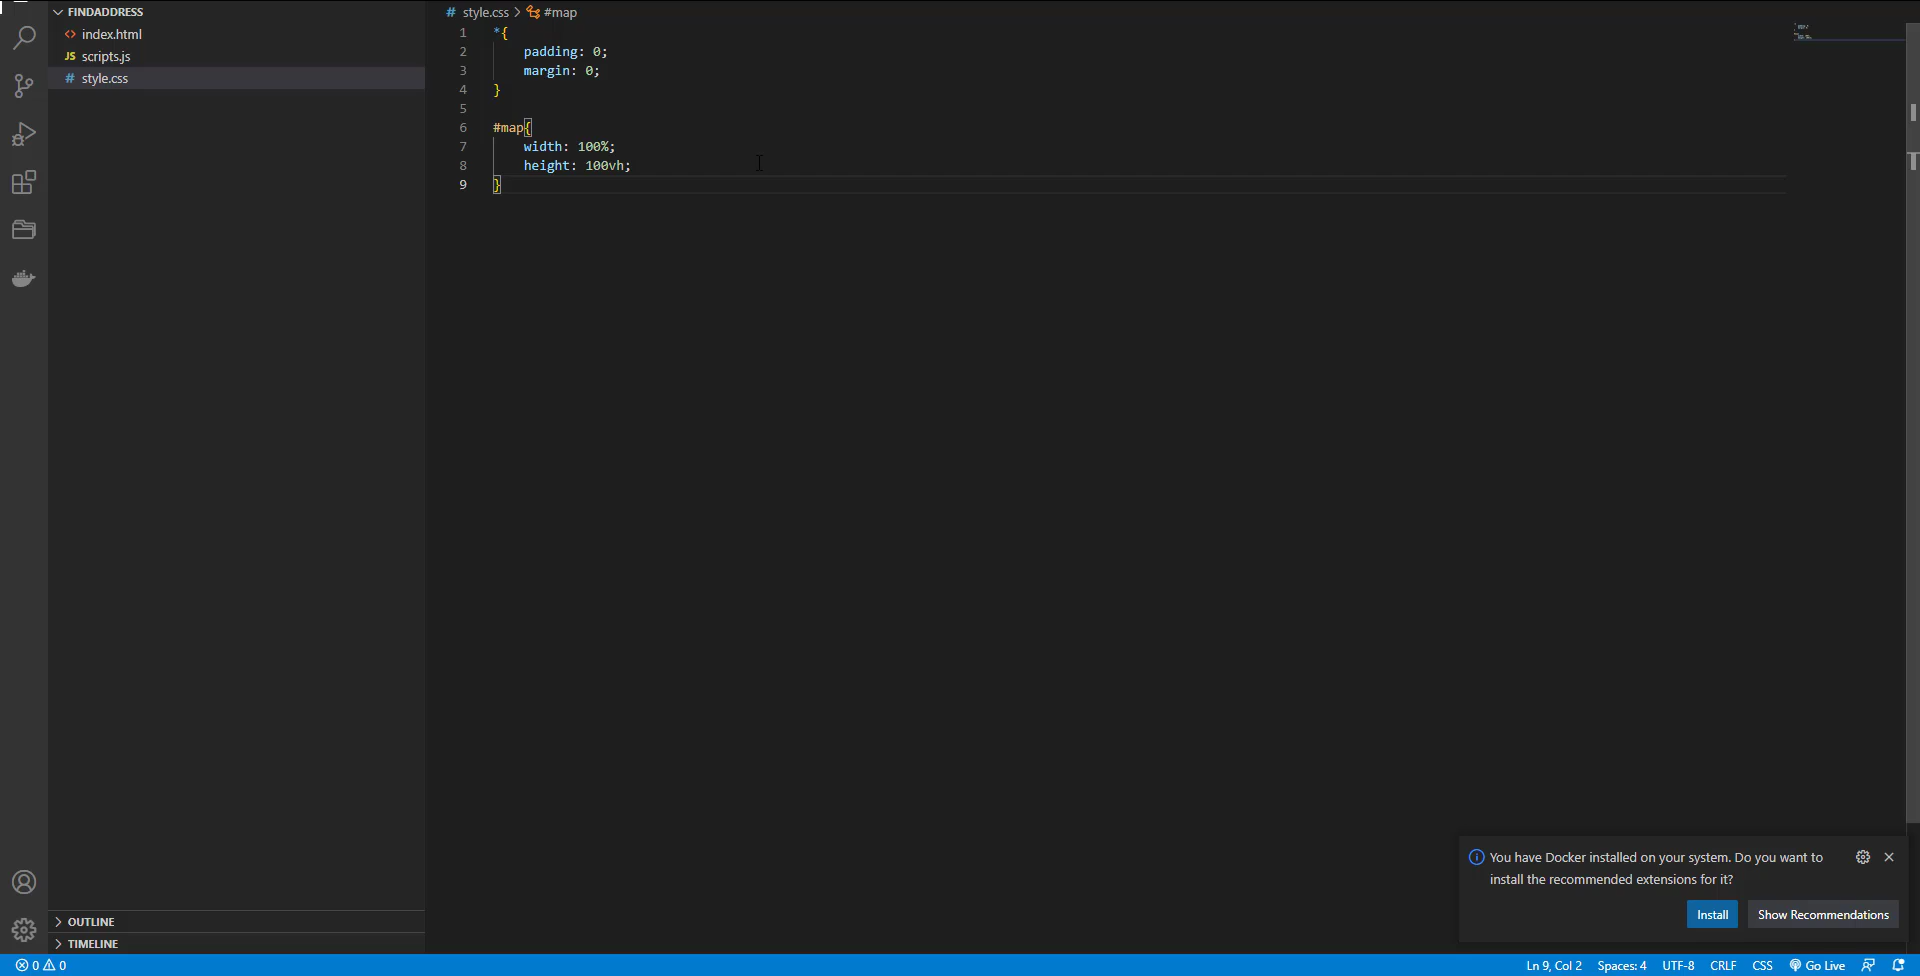 FINDADDRESS
<> index.html
JS scripts.js
# style.css
# style.css > #map
1 *{
2 padding: 0;
3 margin: 0;
4 }
5
6 #map{
7 width: 100%;
8 height: 100vh;
9 }
You have Docker installed on your system. Do you want to
install the recommended extensions for it?
Install Show Recommendations
OUTLINE
TIMELINE
0 0 Ln 9, Col 2 Spaces: 4 UTF-8 CRLF CSS Go Live